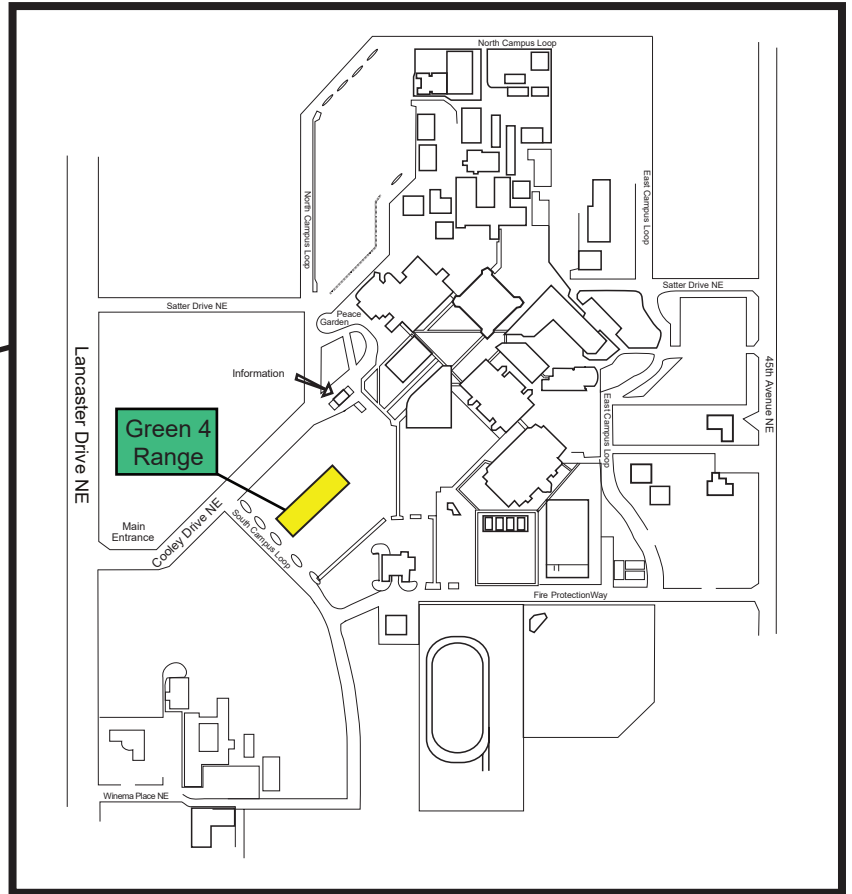 North Campus Loop
North Campus Loop
East Campus Loop
Satter Drive NE
Satter Drive NE
Peace
Garden
Information
Lancaster Drive NE
45th Avenue NE
Green 4
Range
East Campus Loop
Main
Entrance
Cooley Drive NE
South Campus Loop
Fire ProtectionWay
Winema Place NE